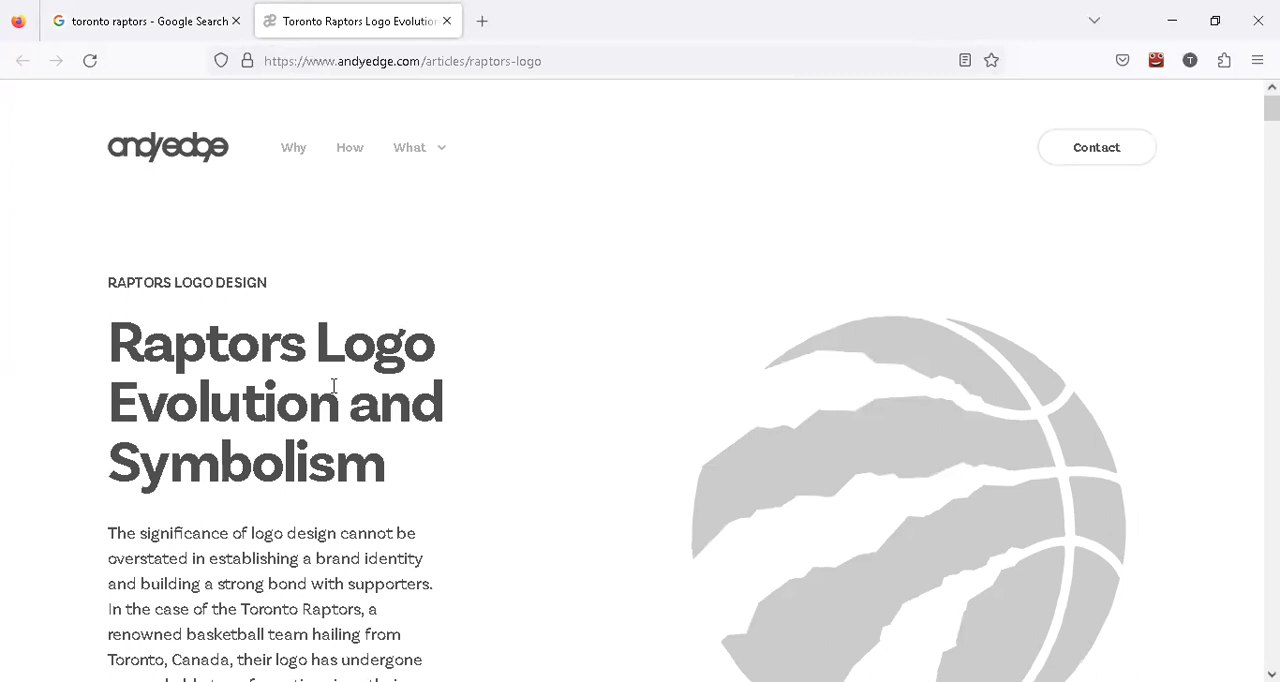 toronto raptors - Google Search
Toronto Raptors Logo Evolutio
https://www.andyedge.com/articles/raptors-logo
T
andyedge
Why
How
What
Contact
RAPTORS LOGO DESIGN
Raptors Logo
Evolution and
Symbolism
The significance of logo design cannot be
overstated in establishing a brand identity
and building a strong bond with supporters.
In the case of the Toronto Raptors, a
renowned basketball team hailing from
Toronto, Canada, their logo has undergone